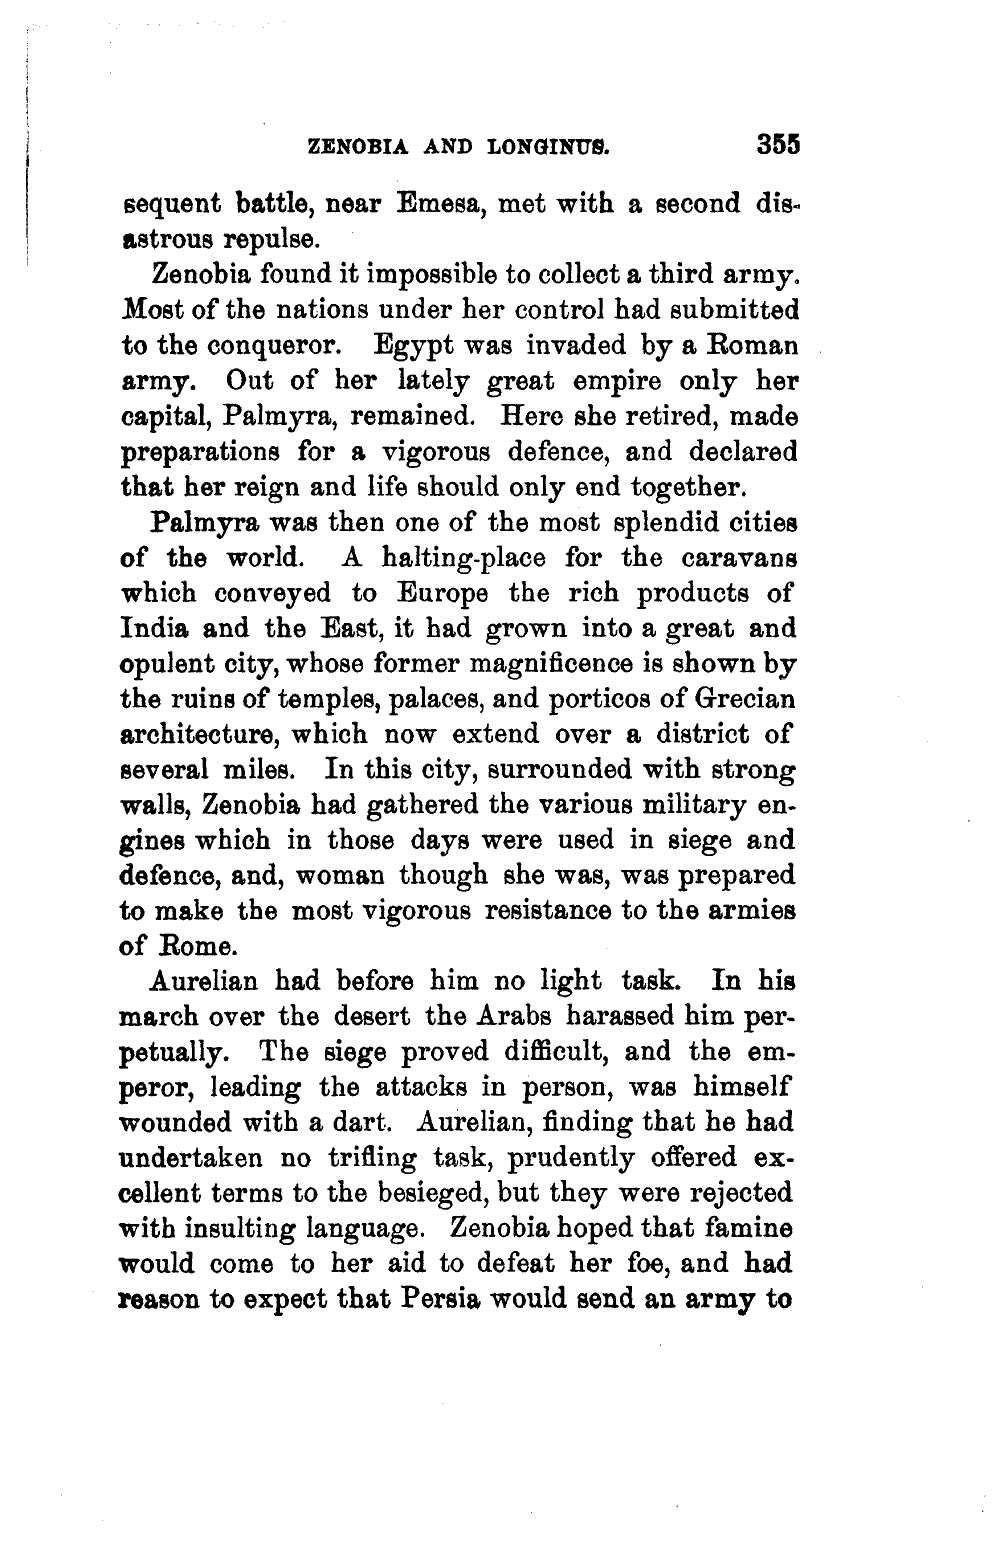 ZENOBIA AND LONGINUS. 355
sequent battle, near Emesa, met with a second dis-
astrous repulse.
Zenobia found it impossible to collect a third army.
Most of the nations under her control had submitted
to the conqueror. Egypt was invaded by a Roman
army. Out of her lately great empire only her
capital, Palmyra, remained. Here she retired, made
preparations for a vigorous defence, and declared
that her reign and life should only end together.
Palmyra was then one of the most splendid cities
of the world. A halting-place for the caravans
which conveyed to Europe the rich products of
India and the East, it had grown into a great and
opulent city, whose former magnificence is shown by
the ruins of temples, palaces, and porticos of Grecian
architecture, which now extend over a district of
several miles. In this city, surrounded with strong
walls, Zenobia had gathered the various military en-
gines which in those days were used in siege and
defence, and, woman though she was, was prepared
to make the most vigorous resistance to the armies
of Rome.
Aurelian had before him no light task. In his
march over the desert the Arabs harassed him per-
petually. The siege proved difficult, and the em-
peror, leading the attacks in person, was himself
wounded with a dart. Aurelian, finding that he had
undertaken no trifling task, prudently offered ex-
cellent terms to the besieged, but they were rejected
with insulting language. Zenobia hoped that famine
would come to her aid to defeat her foe, and had
reason to expect that Persia would send an army to